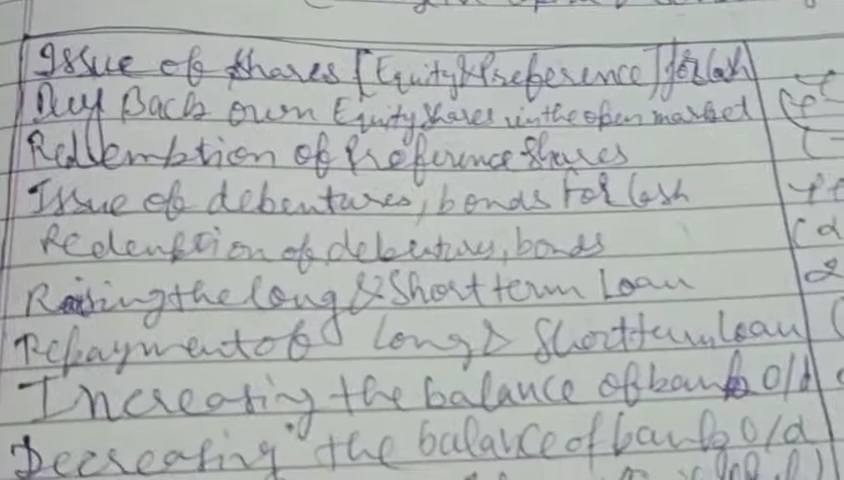 Issue of shares [Equity & Preference] for Cash
Buy Back own Equity shares in the open market
Redemption of Preference Shares
Issue of debentures, bonds for Cash
Redemption of debentures, bonds
Raising the long & Short term Loan
Repayment of long & Short term Loan
Increasing the balance of bank O/d
Decreasing the balance of bank O/d